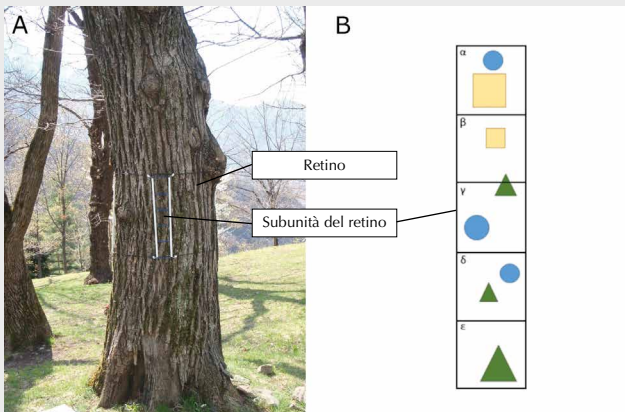 A
B
Retino
Subunità del retino
α
β
γ
δ
ε